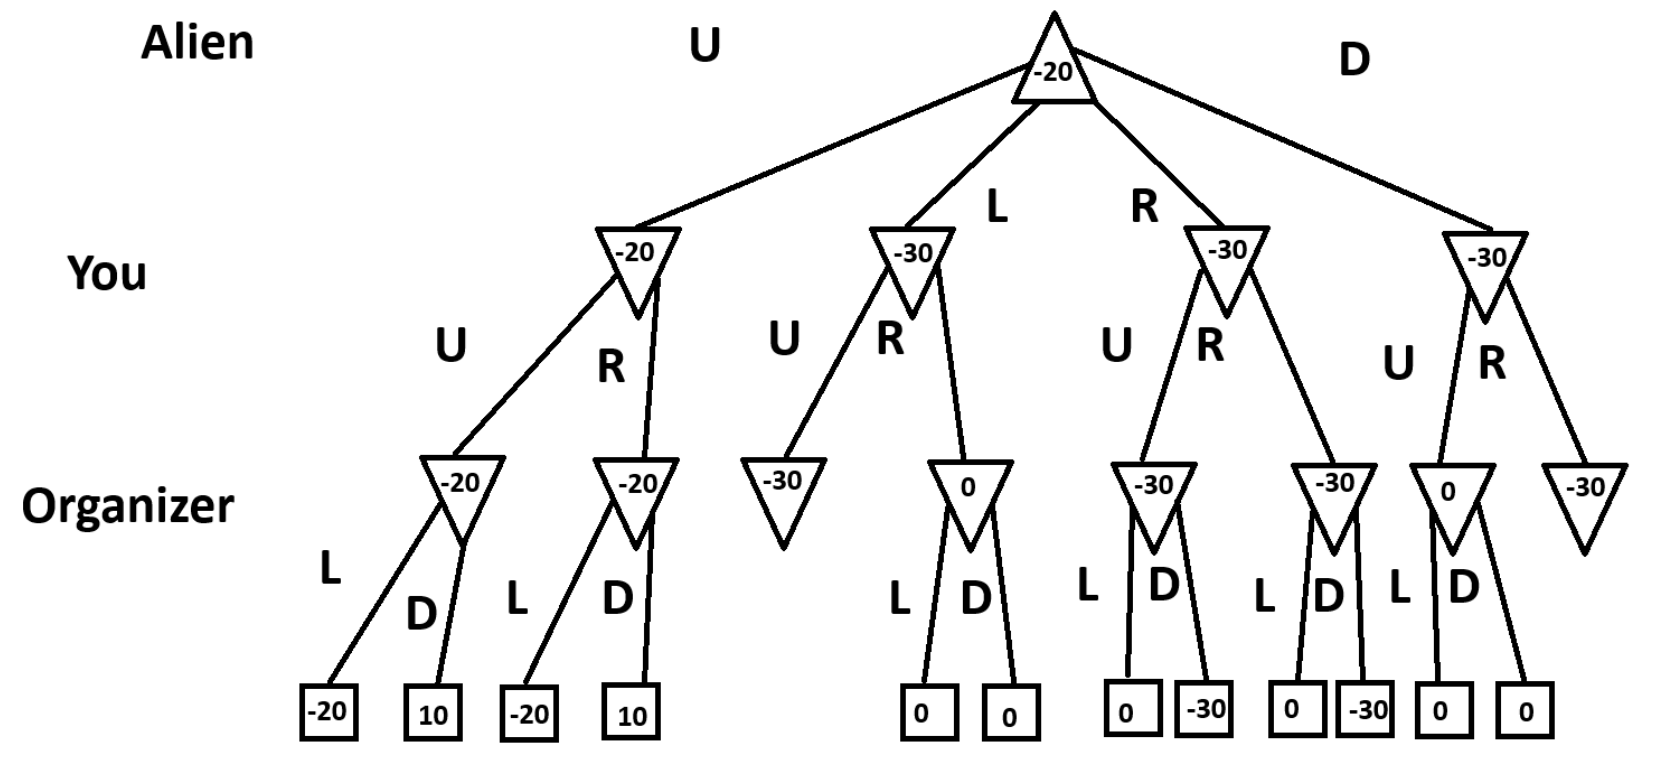 Alien U -20 D
L R
You -20 -30 -30 -30
U R U R U R U R
Organizer -20 -20 -30 0 -30 -30 0 -30
L D L D L D L D L D L D
-20 10 -20 10 0 0 0 -30 0 -30 0 0